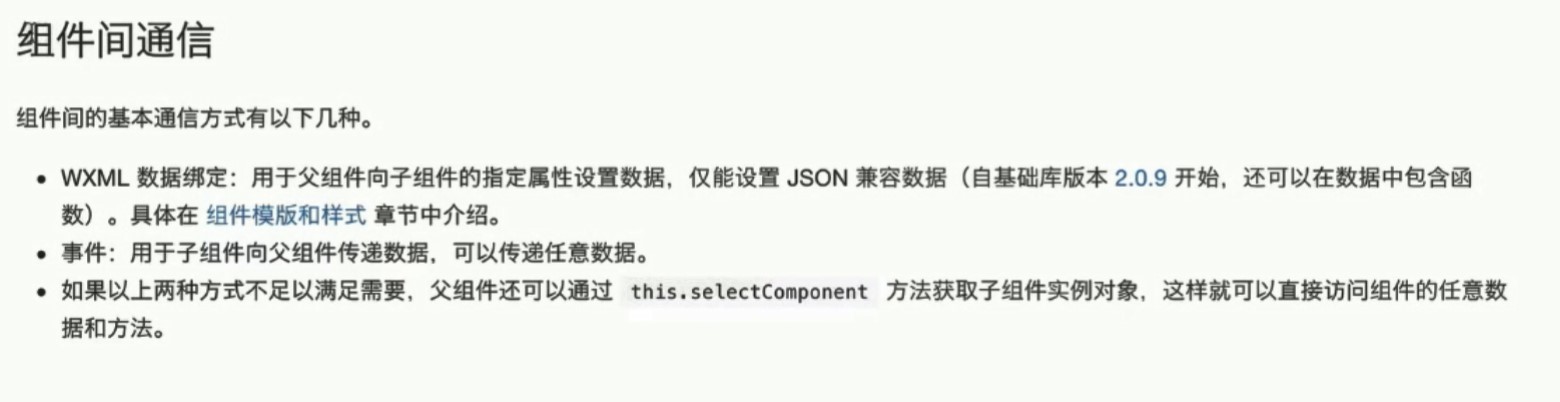 组件间通信
组件间的基本通信方式有以下几种。
• WXML 数据绑定：用于父组件向子组件的指定属性设置数据，仅能设置 JSON 兼容数据（自基础库版本 2.0.9 开始，还可以在数据中包含函
数）。具体在 组件模版和样式 章节中介绍。
• 事件：用于子组件向父组件传递数据，可以传递任意数据。
• 如果以上两种方式不足以满足需要，父组件还可以通过 this.selectComponent 方法获取子组件实例对象，这样就可以直接访问组件的任意数
据和方法。